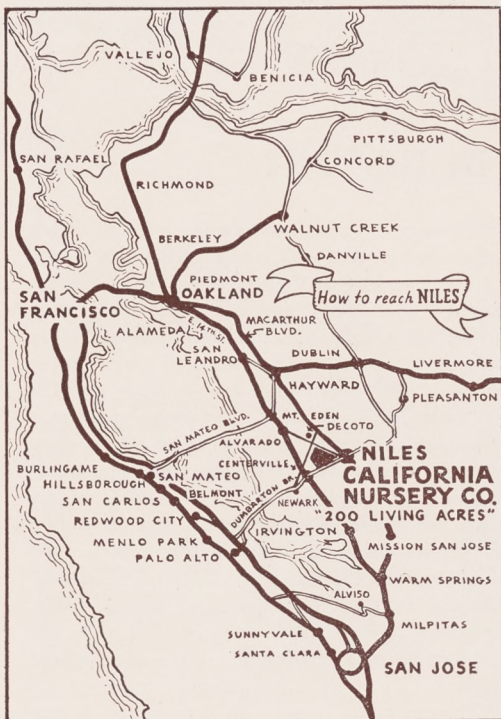 VALLEJO
BENICIA
PITTSBURGH
SAN RAFAEL
CONCORD
RICHMOND
WALNUT CREEK
BERKELEY
DANVILLE
PIEDMONT
SAN
FRANCISCO
OAKLAND
How to reach NILES
ALAMEDA
E. 14TH ST.
MACARTHUR
BLVD.
SAN
LEANDRO
DUBLIN
LIVERMORE
HAYWARD
PLEASANTON
SAN MATEO BLVD.
MT. EDEN
ALVARADO
DECOTO
BURLINGAME
CENTERVILLE
NILES
CALIFORNIA
NURSERY CO.
"200 LIVING ACRES"
HILLSBOROUGH
SAN MATEO
BELMONT
SAN CARLOS
NEWARK
DUMBARTON BR.
REDWOOD CITY
IRVINGTON
MENLO PARK
MISSION SAN JOSE
PALO ALTO
WARM SPRINGS
ALVISO
MILPITAS
SUNNYVALE
SANTA CLARA
SAN JOSE